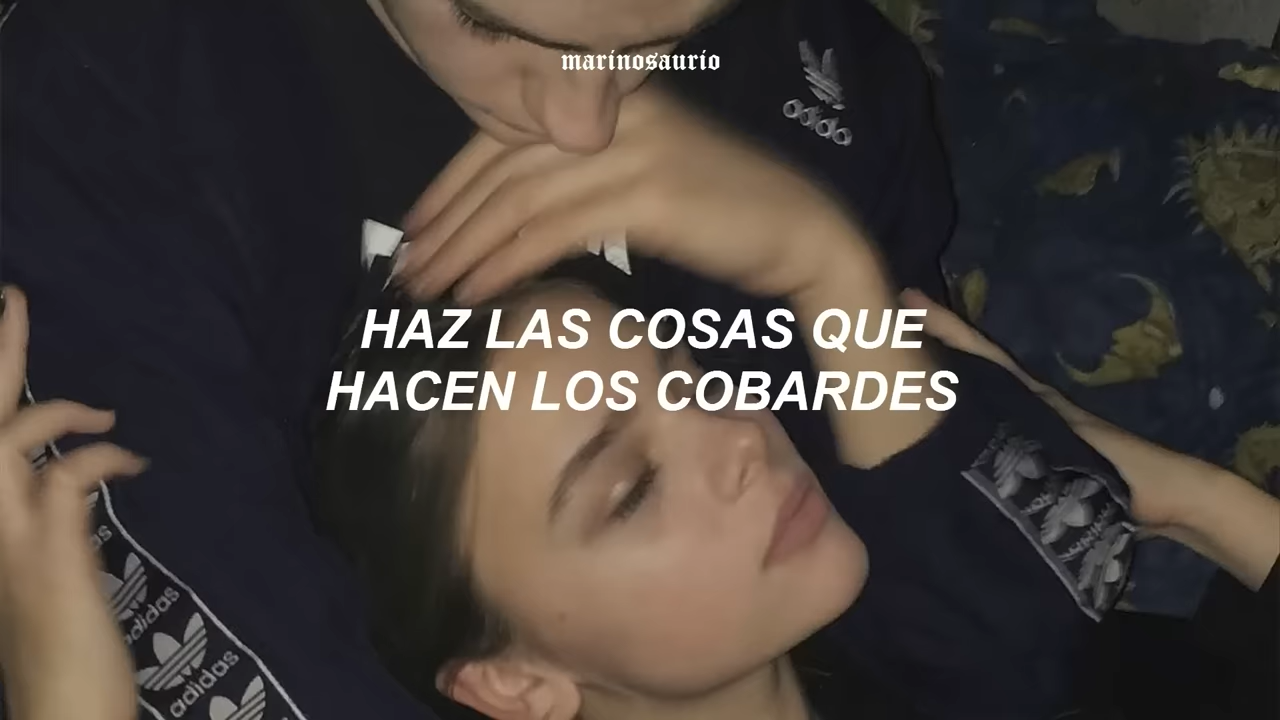 marinosaurio
adidas
HAZ LAS COSAS QUE
HACEN LOS COBARDES
adidas
adidas